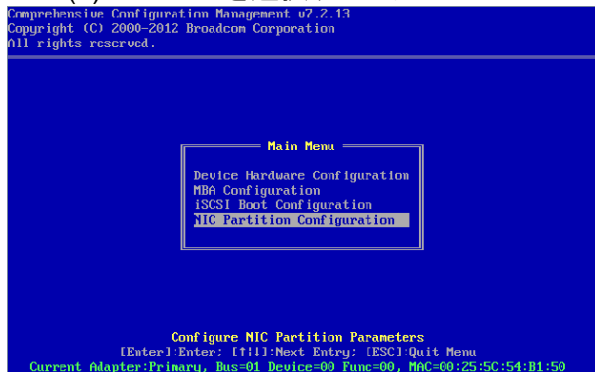 Comprehensive Configuration Management v7.2.13
Copyright (C) 2000-2012 Broadcom Corporation
All rights reserved.
Main Menu
Device Hardware Configuration
MBA Configuration
iSCSI Boot Configuration
NIC Partition Configuration
Configure NIC Partition Parameters
[Enter]:Enter; [↑↓]:Next Entry; [ESC]:Quit Menu
Current Adapter:Primary, Bus=01 Device=00 Func=00, MAC=00:25:5C:54:B1:50